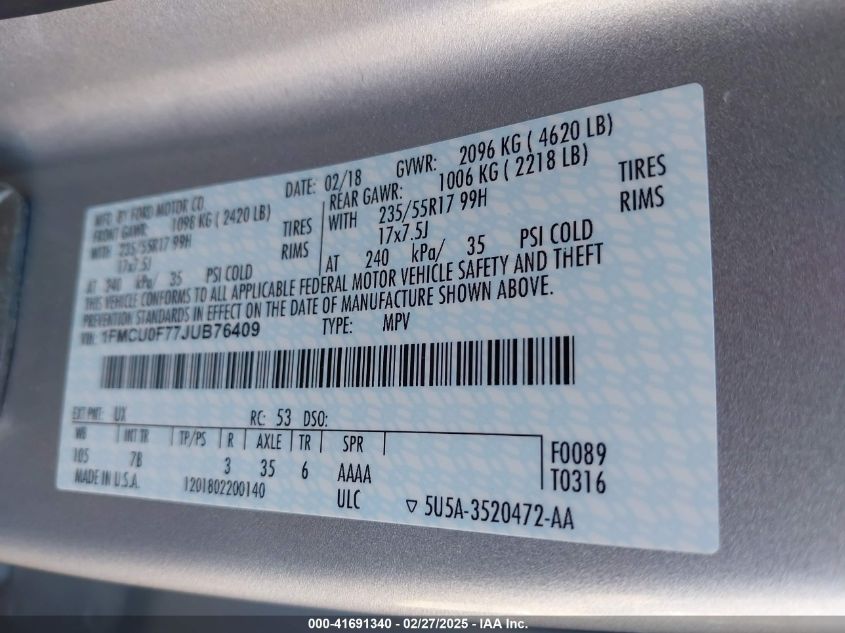 MFD. BY FORD MOTOR CO. DATE: 02/18 GVWR: 2096 KG ( 4620 LB)
FRONT GAWR: 1098 KG ( 2420 LB) REAR GAWR: 1006 KG ( 2218 LB)
WITH 235/55R17 99H TIRES WITH 235/55R17 99H TIRES
17x7.5J RIMS 17x7.5J RIMS
AT 240 kPa/ 35 PSI COLD AT 240 kPa/ 35 PSI COLD
THIS VEHICLE CONFORMS TO ALL APPLICABLE FEDERAL MOTOR VEHICLE SAFETY AND THEFT
PREVENTION STANDARDS IN EFFECT ON THE DATE OF MANUFACTURE SHOWN ABOVE.
VIN: 1FMCU0F77JUB76409 TYPE: MPV
EXT PNT: UX RC: 53 DSO:
WB INT TR TP/PS R AXLE TR SPR F0089
105 7B 3 35 6 AAAA T0316
MADE IN U.S.A. 1201802200140 ULC ▽ 5U5A-3520472-AA
000-41691340 - 02/27/2025 - IAA Inc.